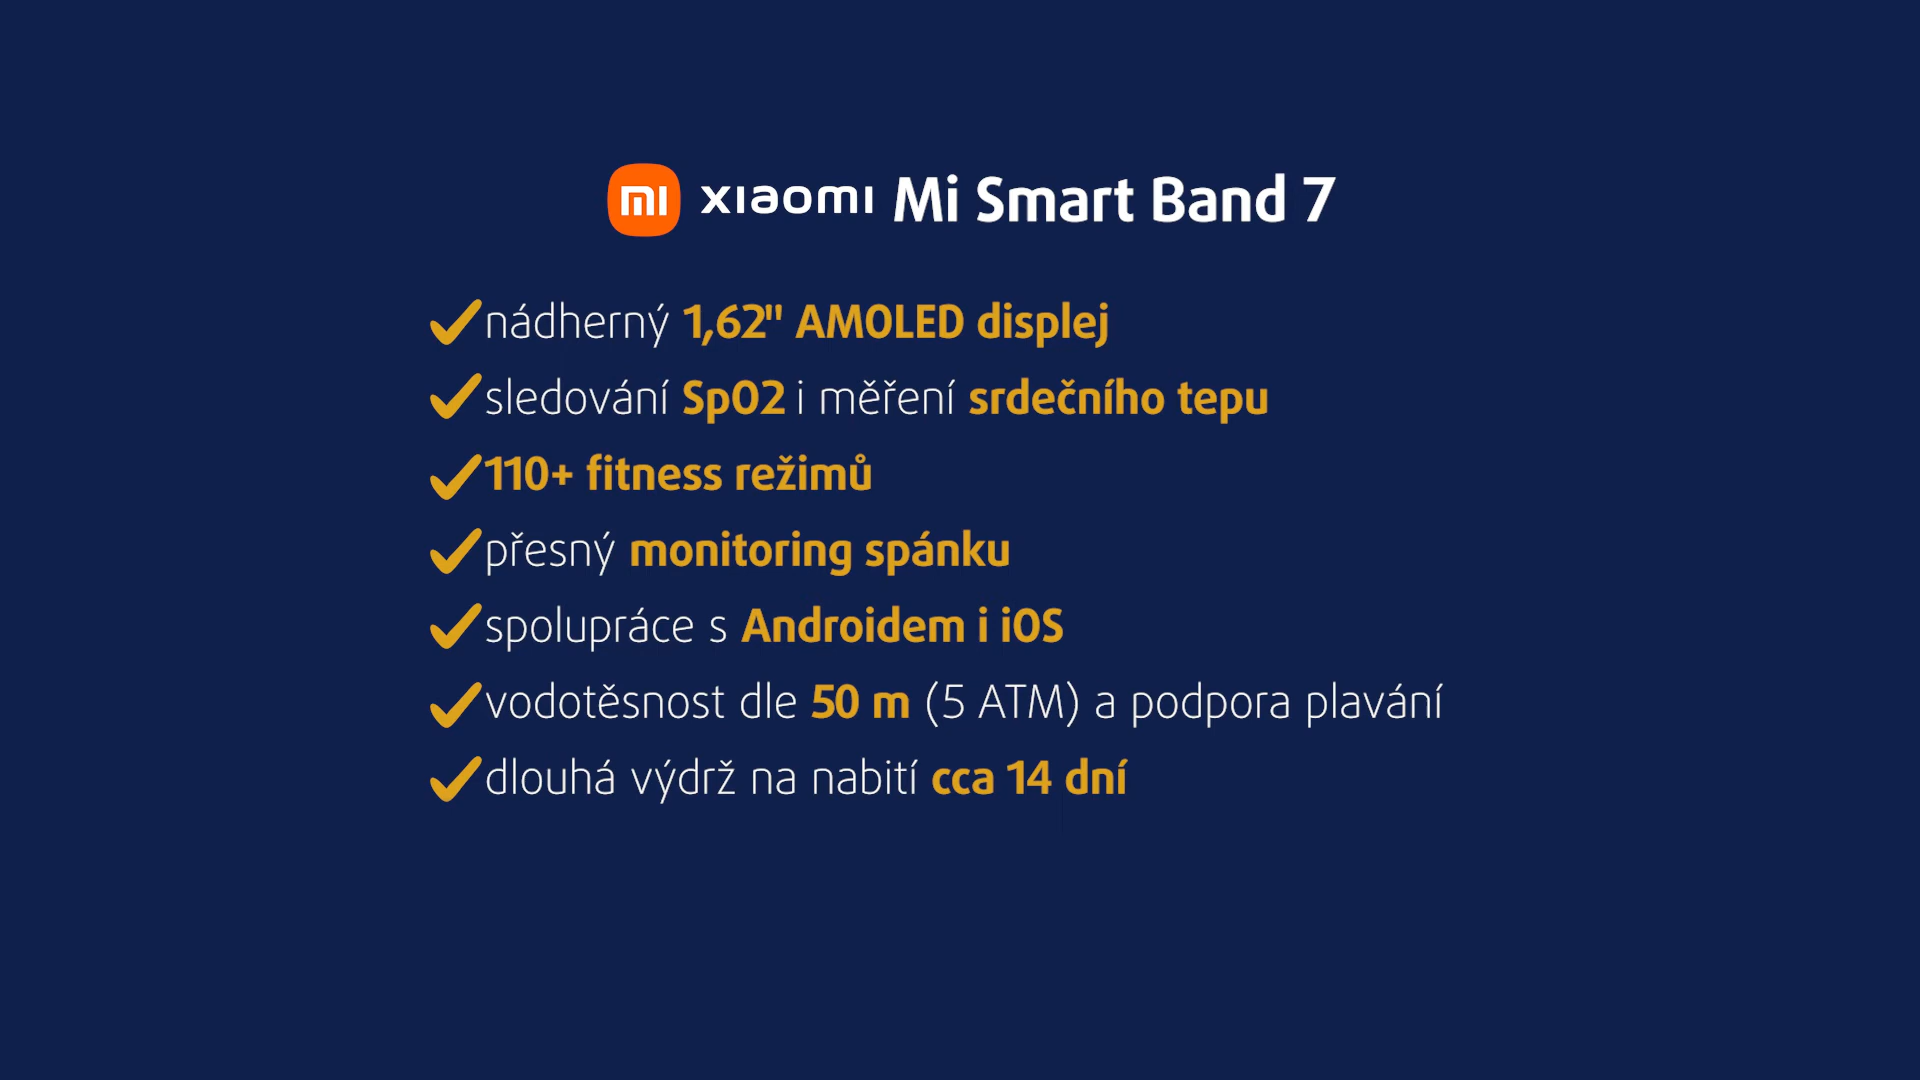 mi xiaomi Mi Smart Band 7
nádherný 1,62" AMOLED displej
sledování SpO2 i měření srdečního tepu
110+ fitness režimů
přesný monitoring spánku
spolupráce s Androidem i iOS
vodotěsnost dle 50 m (5 ATM) a podpora plavání
dlouhá výdrž na nabití cca 14 dní